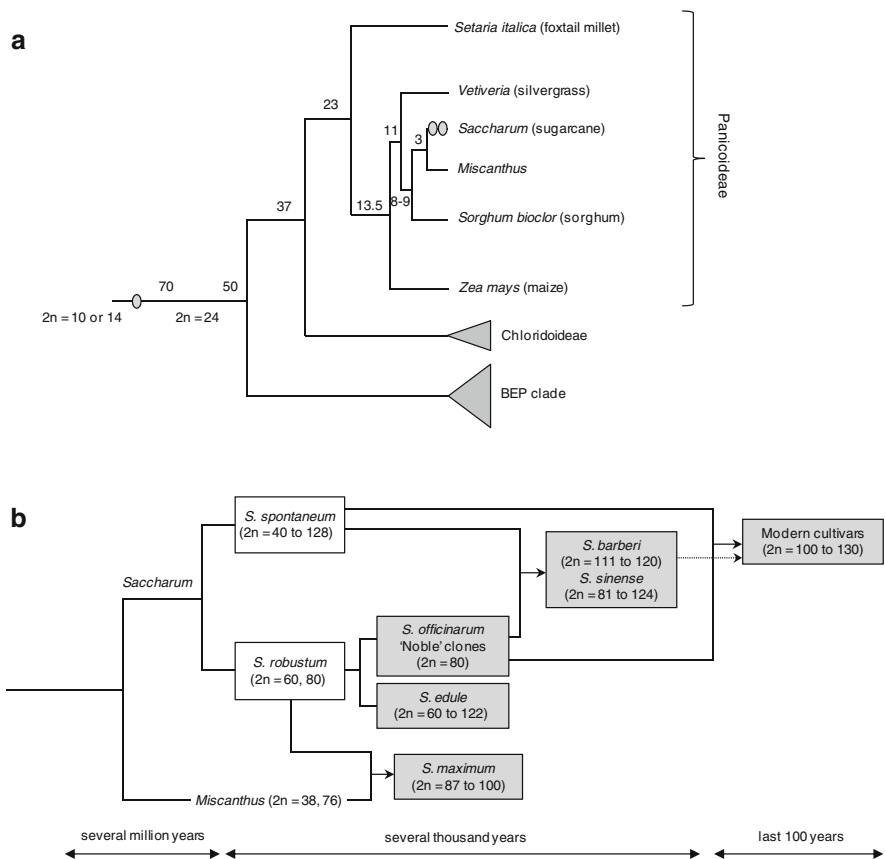 a
Setaria italica (foxtail millet)
23
Vetiveria (silvergrass)
11
3
Saccharum (sugarcane)
Miscanthus
37
13.5
8-9
Sorghum bioclor (sorghum)
Panicoideae
70
50
Zea mays (maize)
2n = 10 or 14
2n = 24
Chloridoideae
BEP clade
b
S. spontaneum
(2n = 40 to 128)
S. barberi
(2n = 111 to 120)
S. sinense
(2n = 81 to 124)
Modern cultivars
(2n = 100 to 130)
Saccharum
S. officinarum
‘Noble’ clones
(2n = 80)
S. robustum
(2n = 60, 80)
S. edule
(2n = 60 to 122)
S. maximum
(2n = 87 to 100)
Miscanthus (2n = 38, 76)
several million years
several thousand years
last 100 years